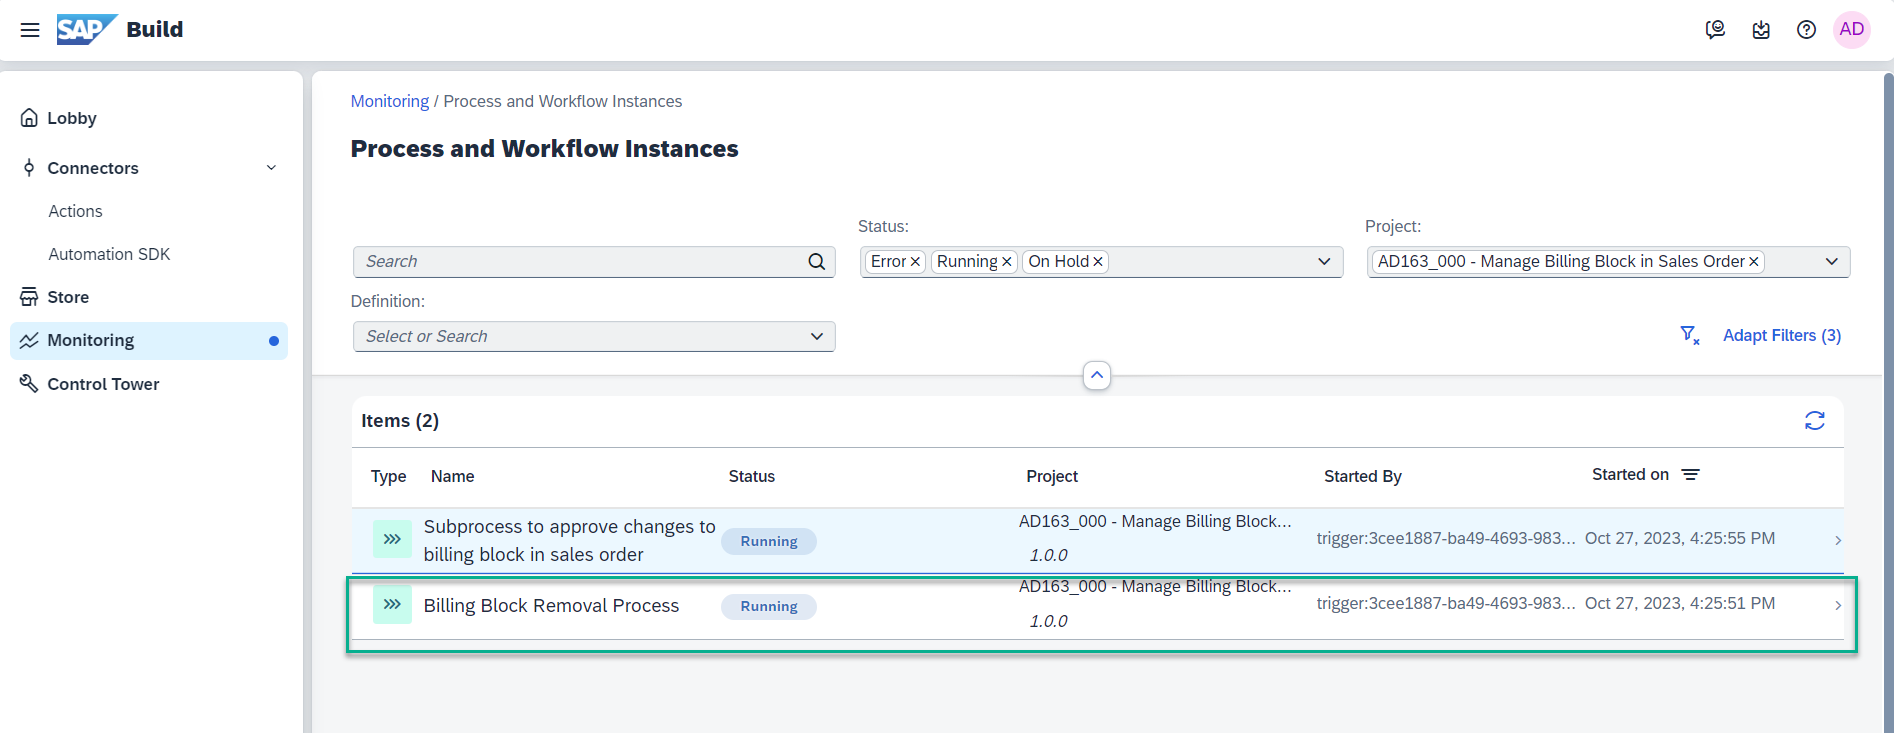 SAP Build
AD
Lobby
Connectors
Actions
Automation SDK
Store
Monitoring
Control Tower
Monitoring / Process and Workflow Instances
Process and Workflow Instances
Status:
Project:
Search
Error
Running
On Hold
AD163_000 - Manage Billing Block in Sales Order
Definition:
Select or Search
Adapt Filters (3)
Items (2)
Type Name Status Project Started By Started on
Subprocess to approve changes to
billing block in sales order
Running
AD163_000 - Manage Billing Block...
1.0.0
trigger:3cee1887-ba49-4693-983...
Oct 27, 2023, 4:25:55 PM
Billing Block Removal Process
Running
AD163_000 - Manage Billing Block...
1.0.0
trigger:3cee1887-ba49-4693-983...
Oct 27, 2023, 4:25:51 PM